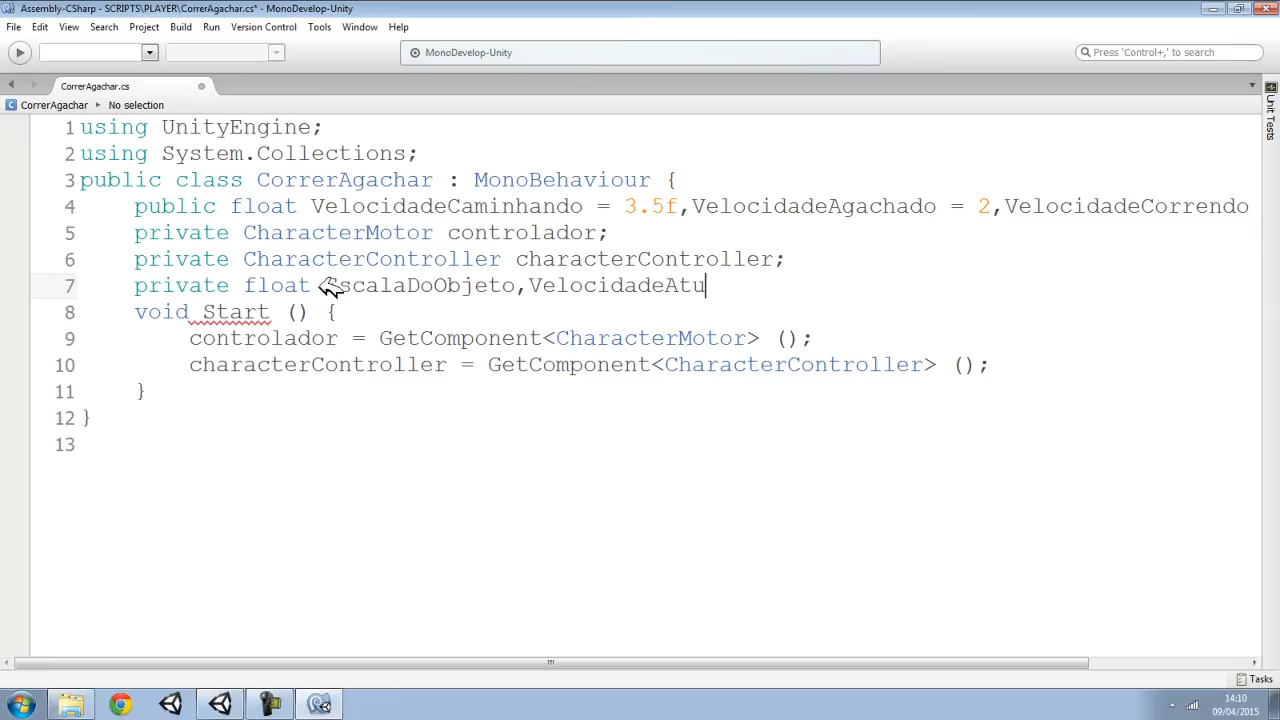 Assembly-CSharp - SCRIPTS\PLAYER\CorrerAgachar.cs* - MonoDevelop-Unity
File Edit View Search Project Build Run Version Control Tools Window Help
MonoDevelop-Unity
Press 'Control+,' to search
CorrerAgachar.cs
CorrerAgachar ▸ No selection
Unit Tests
1 using UnityEngine;
2 using System.Collections;
3 public class CorrerAgachar : MonoBehaviour {
4 public float VelocidadeCaminhando = 3.5f,VelocidadeAgachado = 2,VelocidadeCorrendo
5 private CharacterMotor controlador;
6 private CharacterController characterController;
7 private float EscalaDoObjeto,VelocidadeAtu
8 void Start () {
9 controlador = GetComponent<CharacterMotor> ();
10 characterController = GetComponent<CharacterController> ();
11 }
12 }
13
Tasks
14:10
09/04/2015